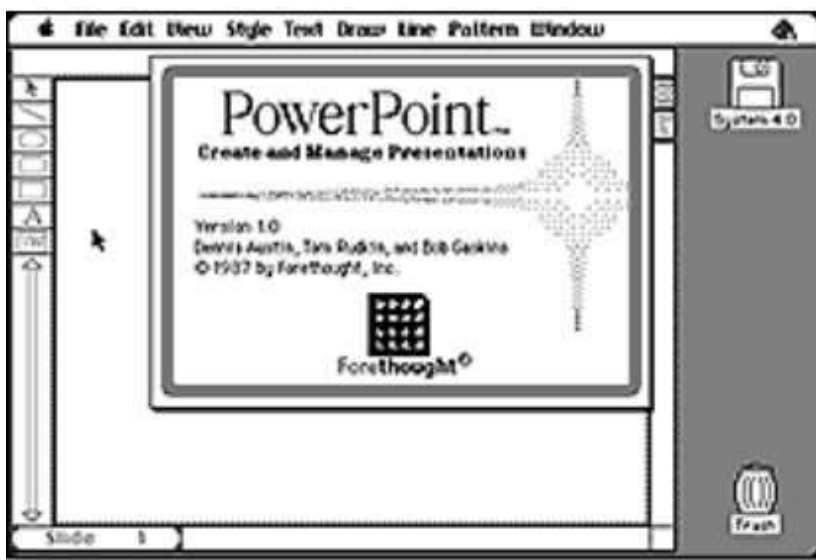 File Edit View Style Text Draw Line Pattern Window
System 4.0
PowerPoint™
Create and Manage Presentations
A
Version 1.0
Dennis Austin, Tom Rudkin, and Bob Gaskins
© 1987 by Forethought, Inc.
Forethought
Trash
Slide 1